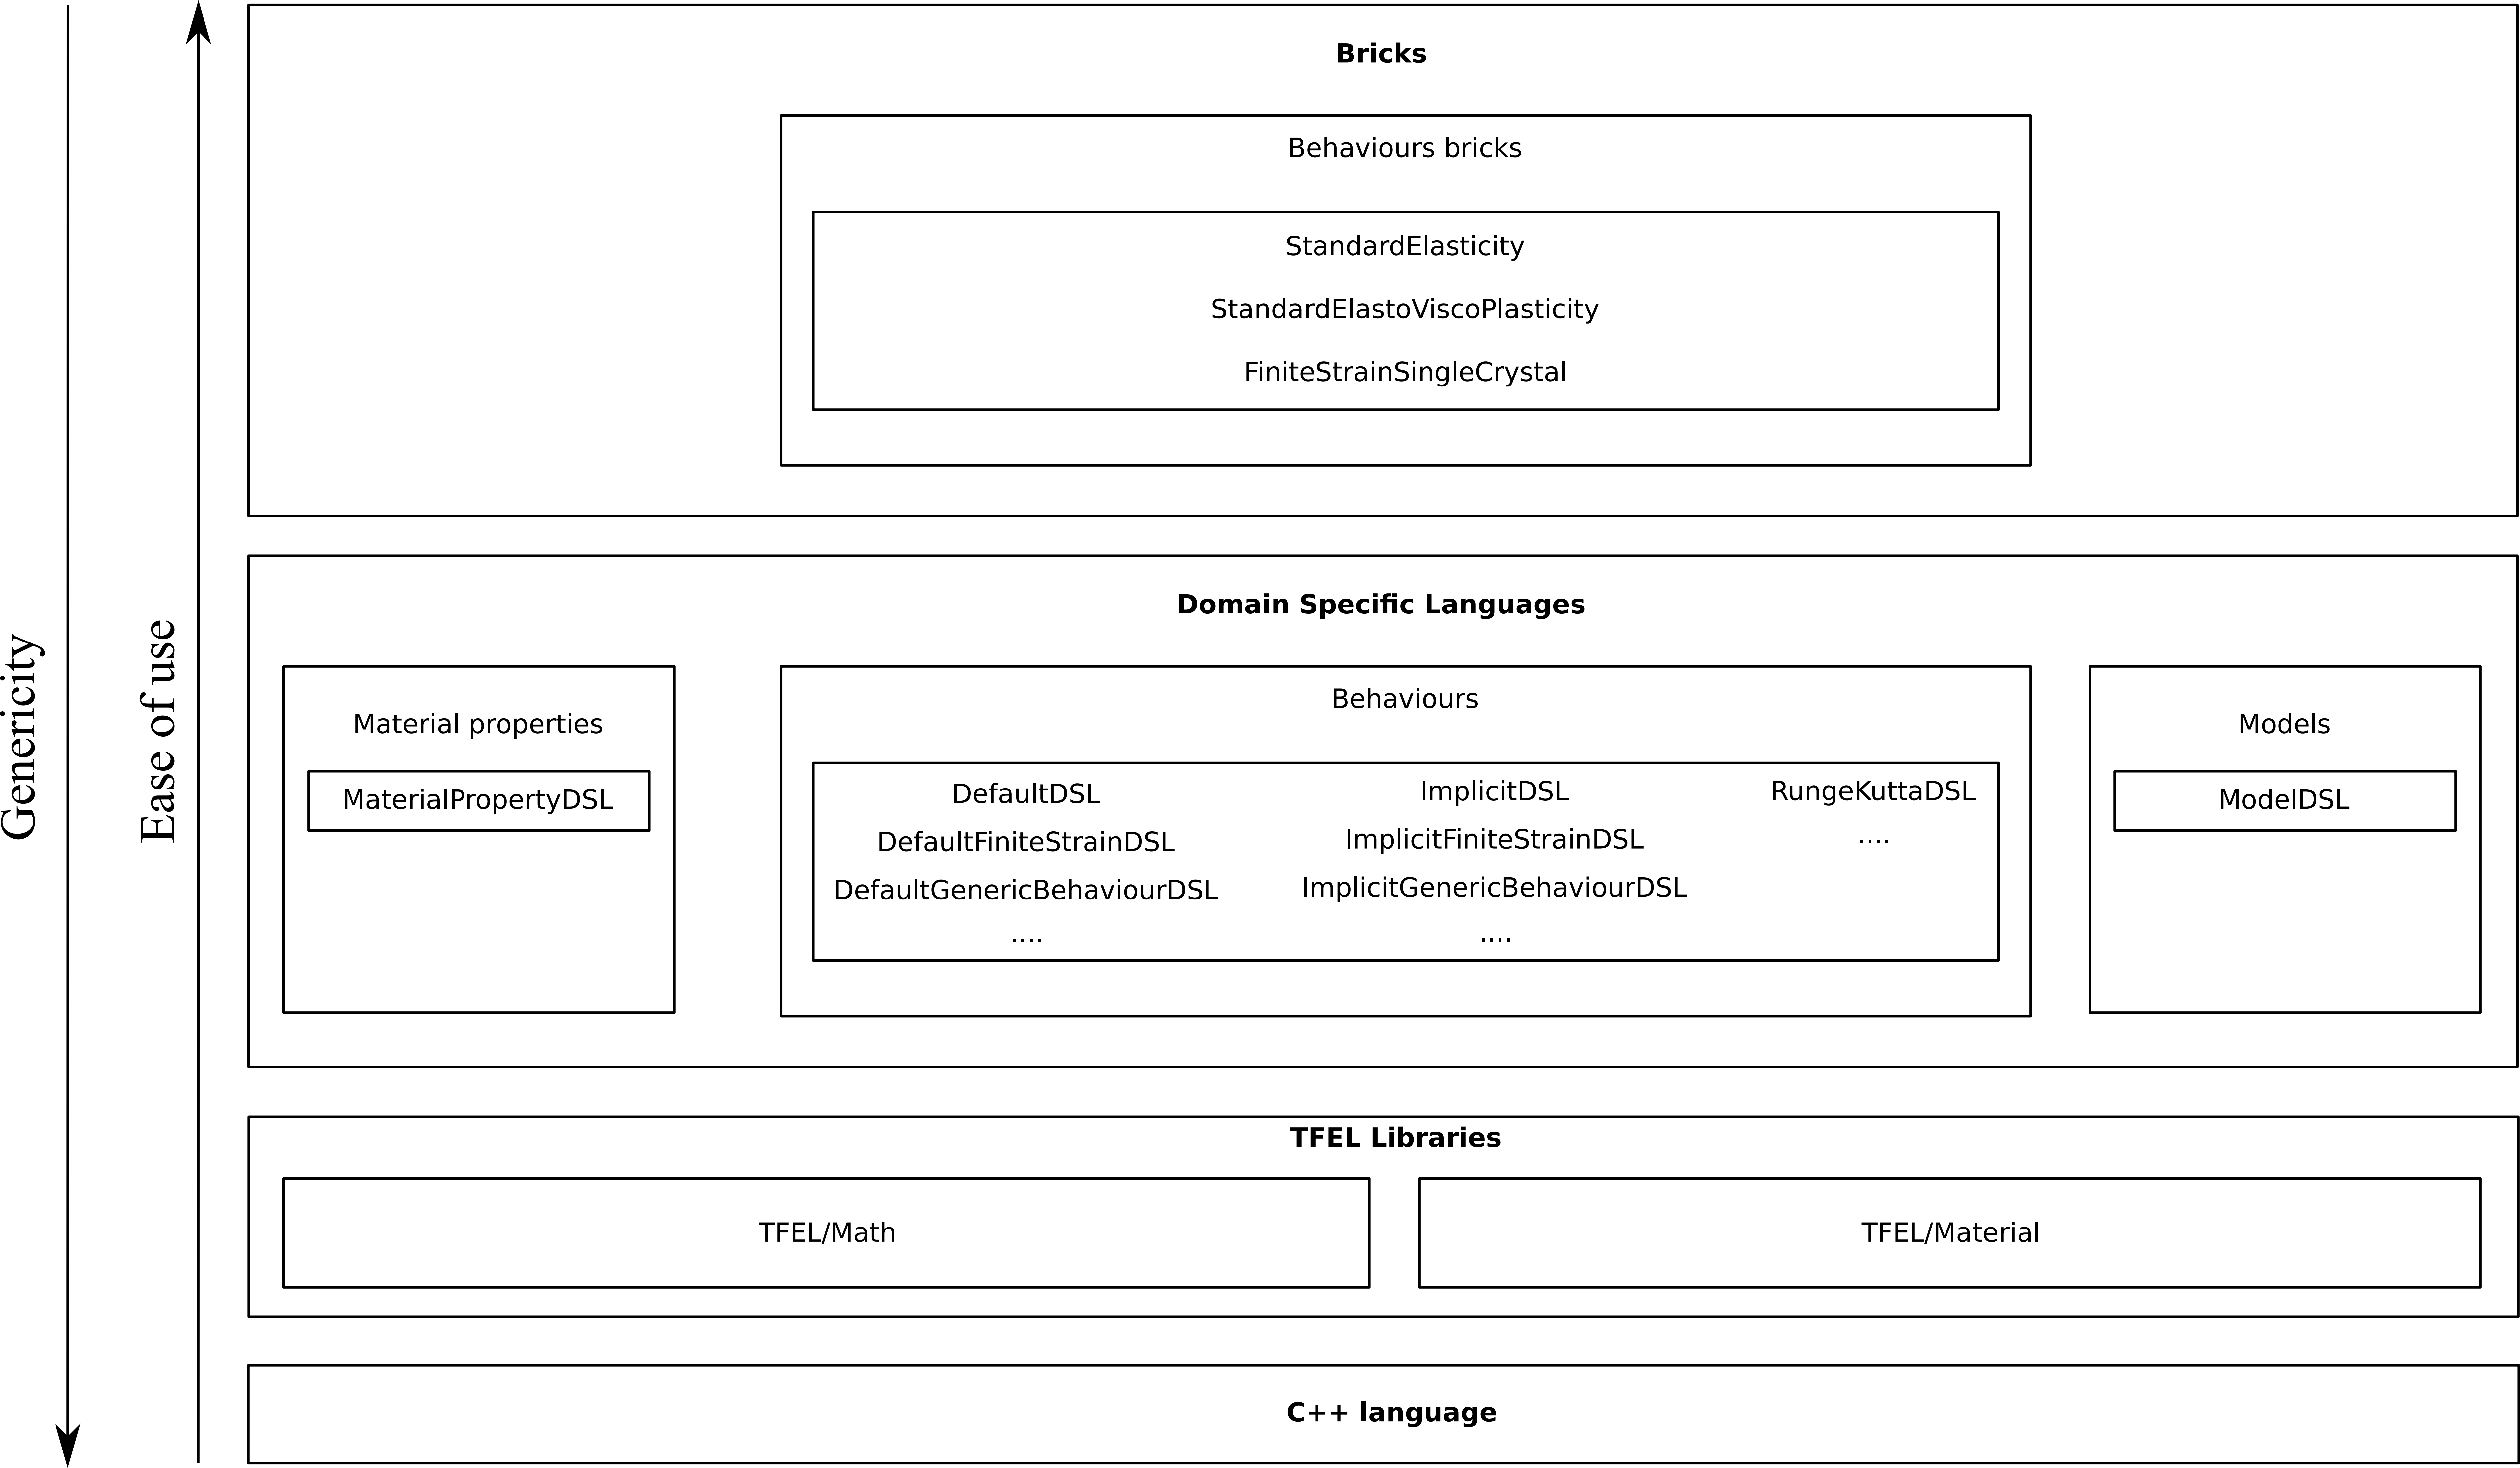 Genericity
Ease of use
Bricks
Behaviours bricks
StandardElasticity
StandardElastoViscoPlasticity
FiniteStrainSingleCrystal
Domain Specific Languages
Material properties
MaterialPropertyDSL
Behaviours
DefaultDSL
DefaultFiniteStrainDSL
DefaultGenericBehaviourDSL
....
ImplicitDSL
ImplicitFiniteStrainDSL
ImplicitGenericBehaviourDSL
....
RungeKuttaDSL
....
Models
ModelDSL
TFEL Libraries
TFEL/Math
TFEL/Material
C++ language